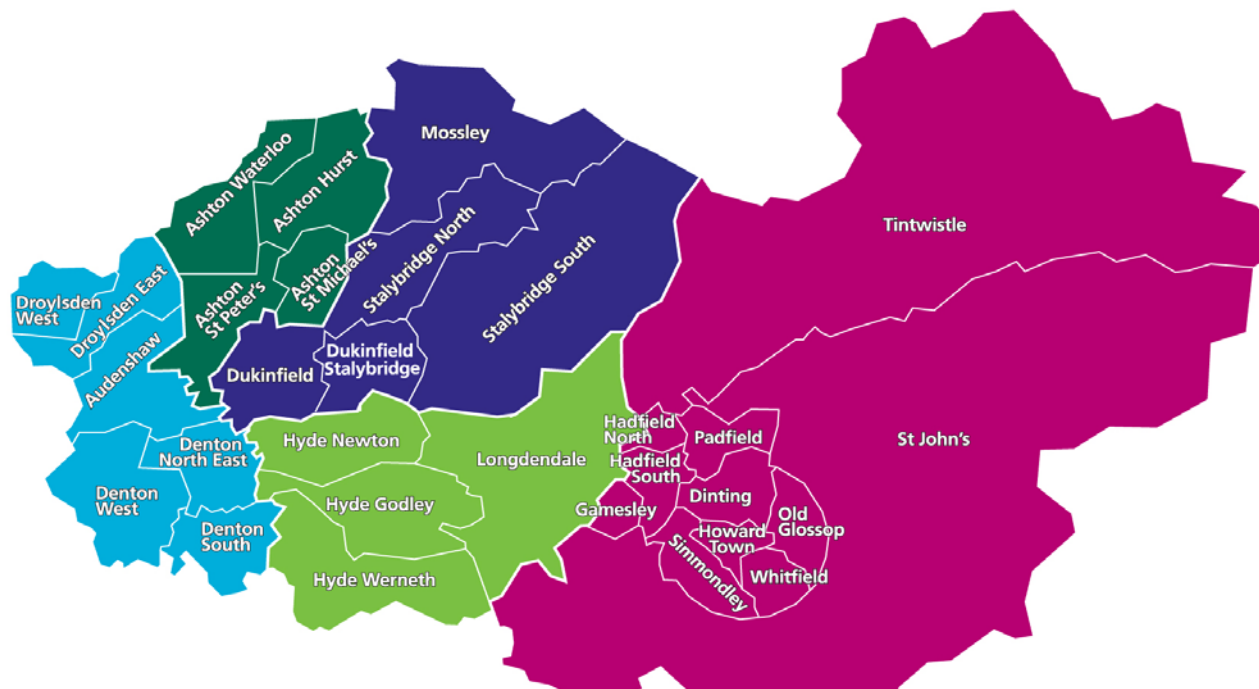 Mossley
Ashton Waterloo
Ashton Hurst
Tintwistle
Stalybridge North
Stalybridge South
Ashton
St Michael's
Ashton
St Peter's
Droylsden
West
Droylsden East
Audenshaw
Dukinfield
Dukinfield
Stalybridge
Hadfield
North
Padfield
St John's
Hyde Newton
Denton
North East
Longdendale
Hadfield
South
Denton
West
Hyde Godley
Gamesley
Dinting
Old
Glossop
Howard
Town
Denton
South
Simmondley
Whitfield
Hyde Werneth